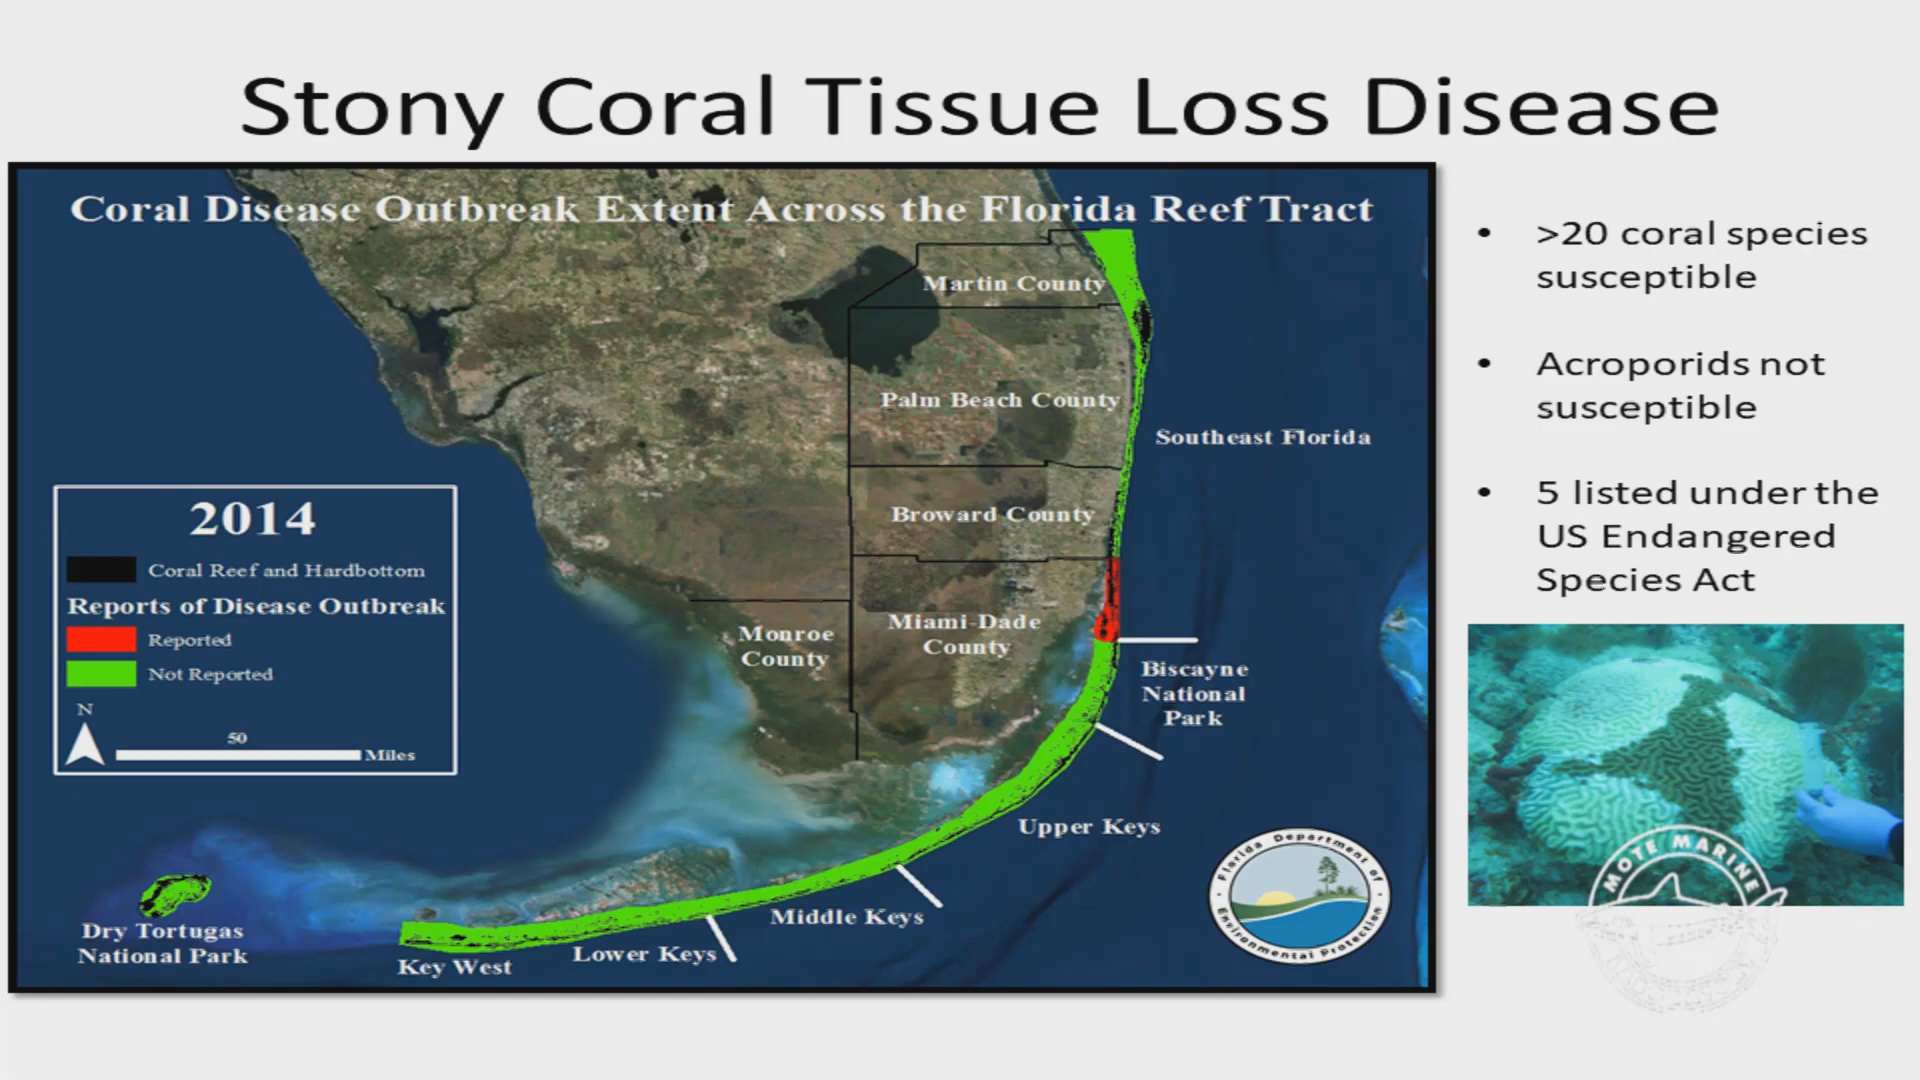 Stony Coral Tissue Loss Disease
Coral Disease Outbreak Extent Across the Florida Reef Tract
Martin County
Palm Beach County
Southeast Florida
Broward County
Miami-Dade
County
Monroe
County
Biscayne
National
Park
Upper Keys
Middle Keys
Lower Keys
Key West
Dry Tortugas
National Park
2014
Coral Reef and Hardbottom
Reports of Disease Outbreak
Reported
Not Reported
N
50
Miles
Florida Department of
Environmental Protection
• >20 coral species
susceptible
• Acroporids not
susceptible
• 5 listed under the
US Endangered
Species Act
MOTE MARINE